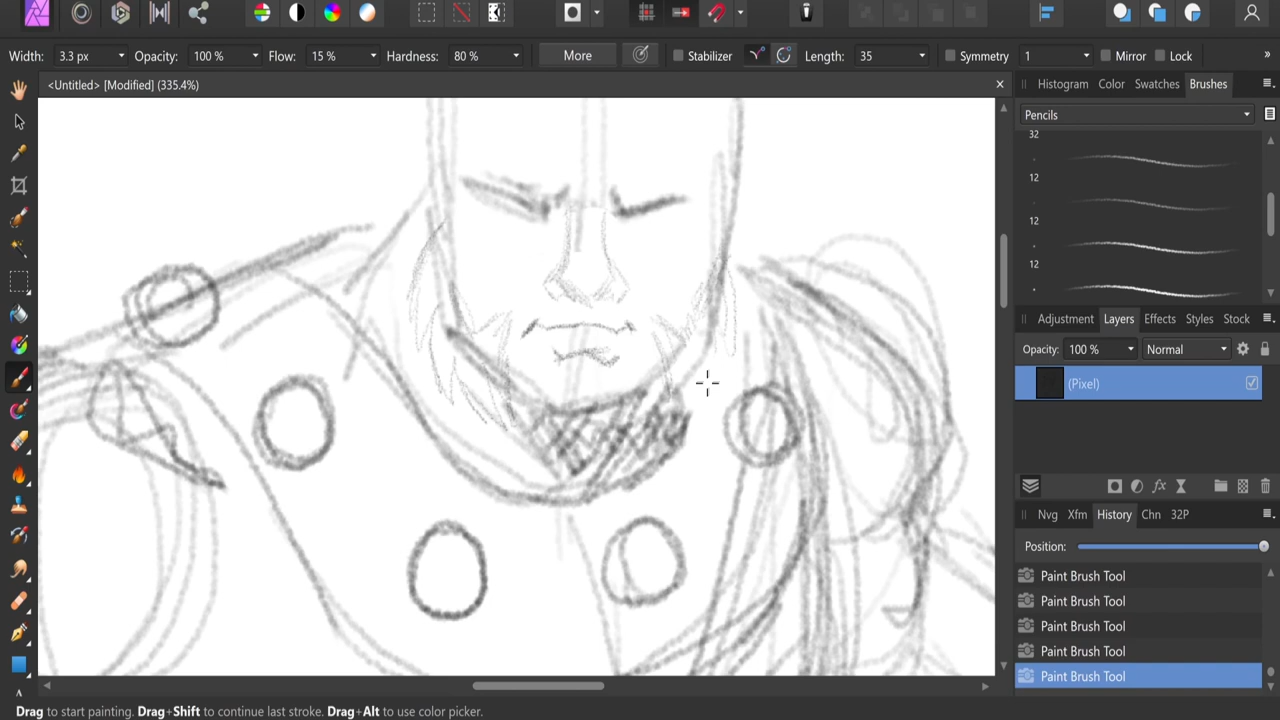 Width: 3.3 px Opacity: 100 % Flow: 15 % Hardness: 80 % More Stabilizer Length: 35 Symmetry 1 Mirror Lock »
<Untitled> [Modified] (335.4%)
Histogram Color Swatches Brushes
Pencils
32
12
12
12
Adjustment Layers Effects Styles Stock
Opacity: 100 % Normal
(Pixel)
Nvg Xfm History Chn 32P
Position:
Paint Brush Tool
Paint Brush Tool
Paint Brush Tool
Paint Brush Tool
Paint Brush Tool
Drag to start painting. Drag+Shift to continue last stroke. Drag+Alt to use color picker.